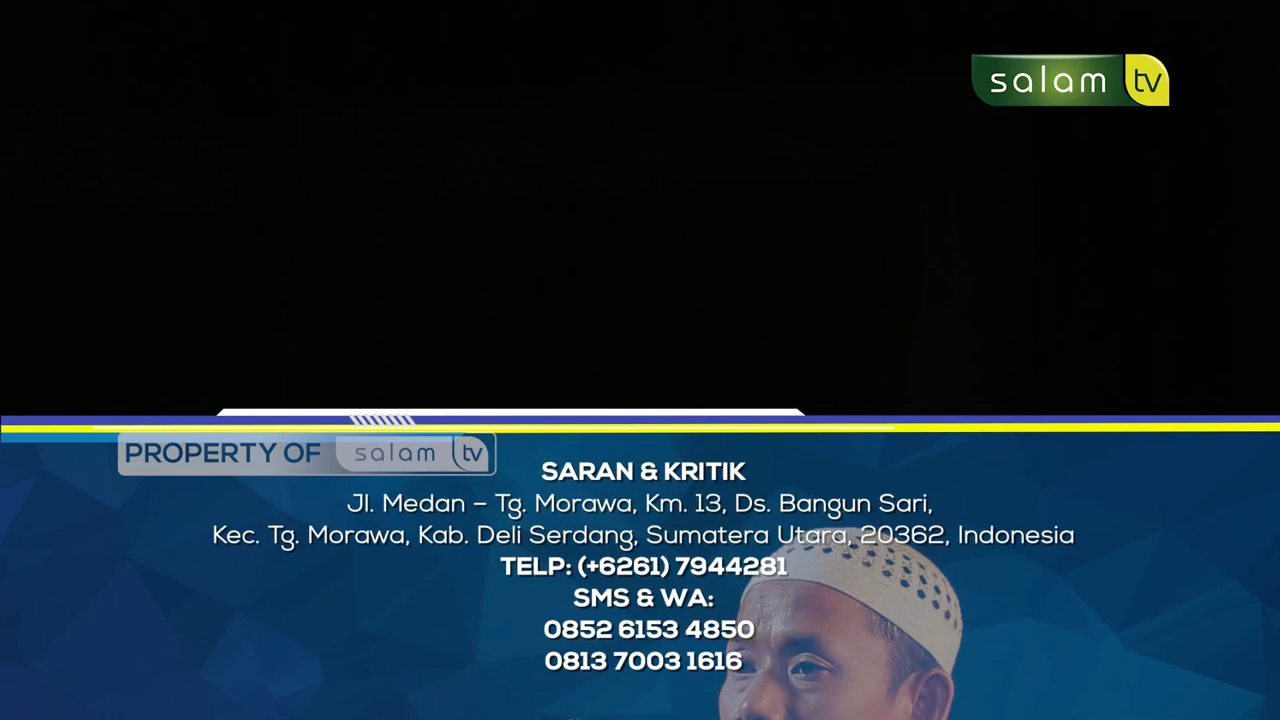 salam tv
PROPERTY OF salam tv
SARAN & KRITIK
Jl. Medan – Tg. Morawa, Km. 13, Ds. Bangun Sari,
Kec. Tg. Morawa, Kab. Deli Serdang, Sumatera Utara, 20362, Indonesia
TELP: (+6261) 7944281
SMS & WA:
0852 6153 4850
0813 7003 1616